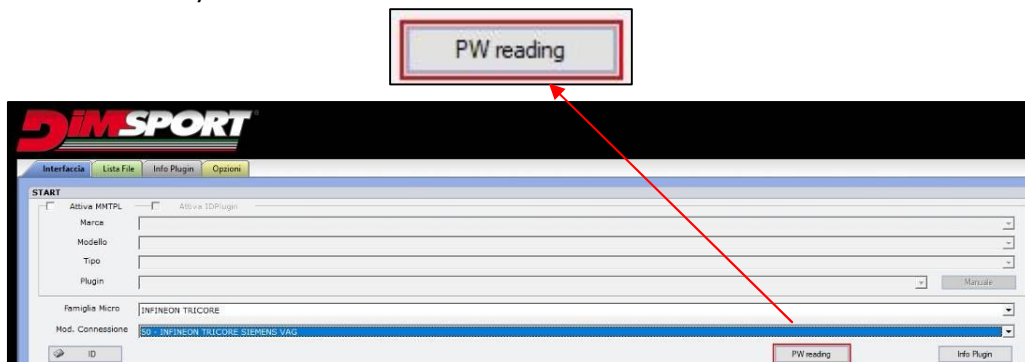 PW reading
DiMSPORT
Interfaccia Lista File Info Plugin Opzioni
START
Attiva MMTPL Attiva IDPlugin
Marca
Modello
Tipo
Plugin Manuale
Famiglia Micro INFINEON TRICORE
Mod. Connessione 50 - INFINEON TRICORE SIEMENS VAG
ID PW reading Info Plugin